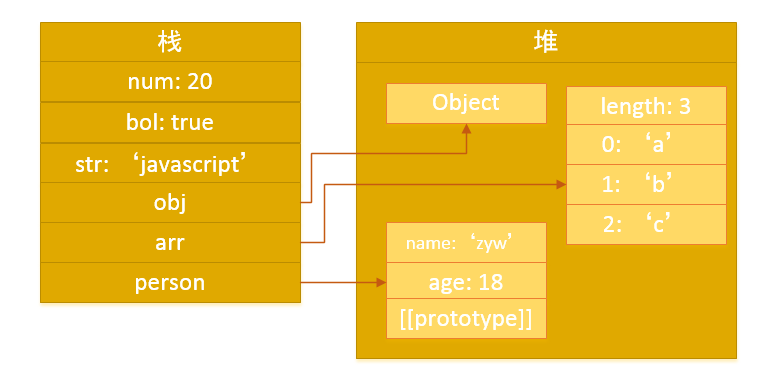 栈
num: 20
bol: true
str: ‘javascript’
obj
arr
person
堆
Object
length: 3
0: ‘a’
1: ‘b’
2: ‘c’
name: ‘zyw’
age: 18
[[prototype]]